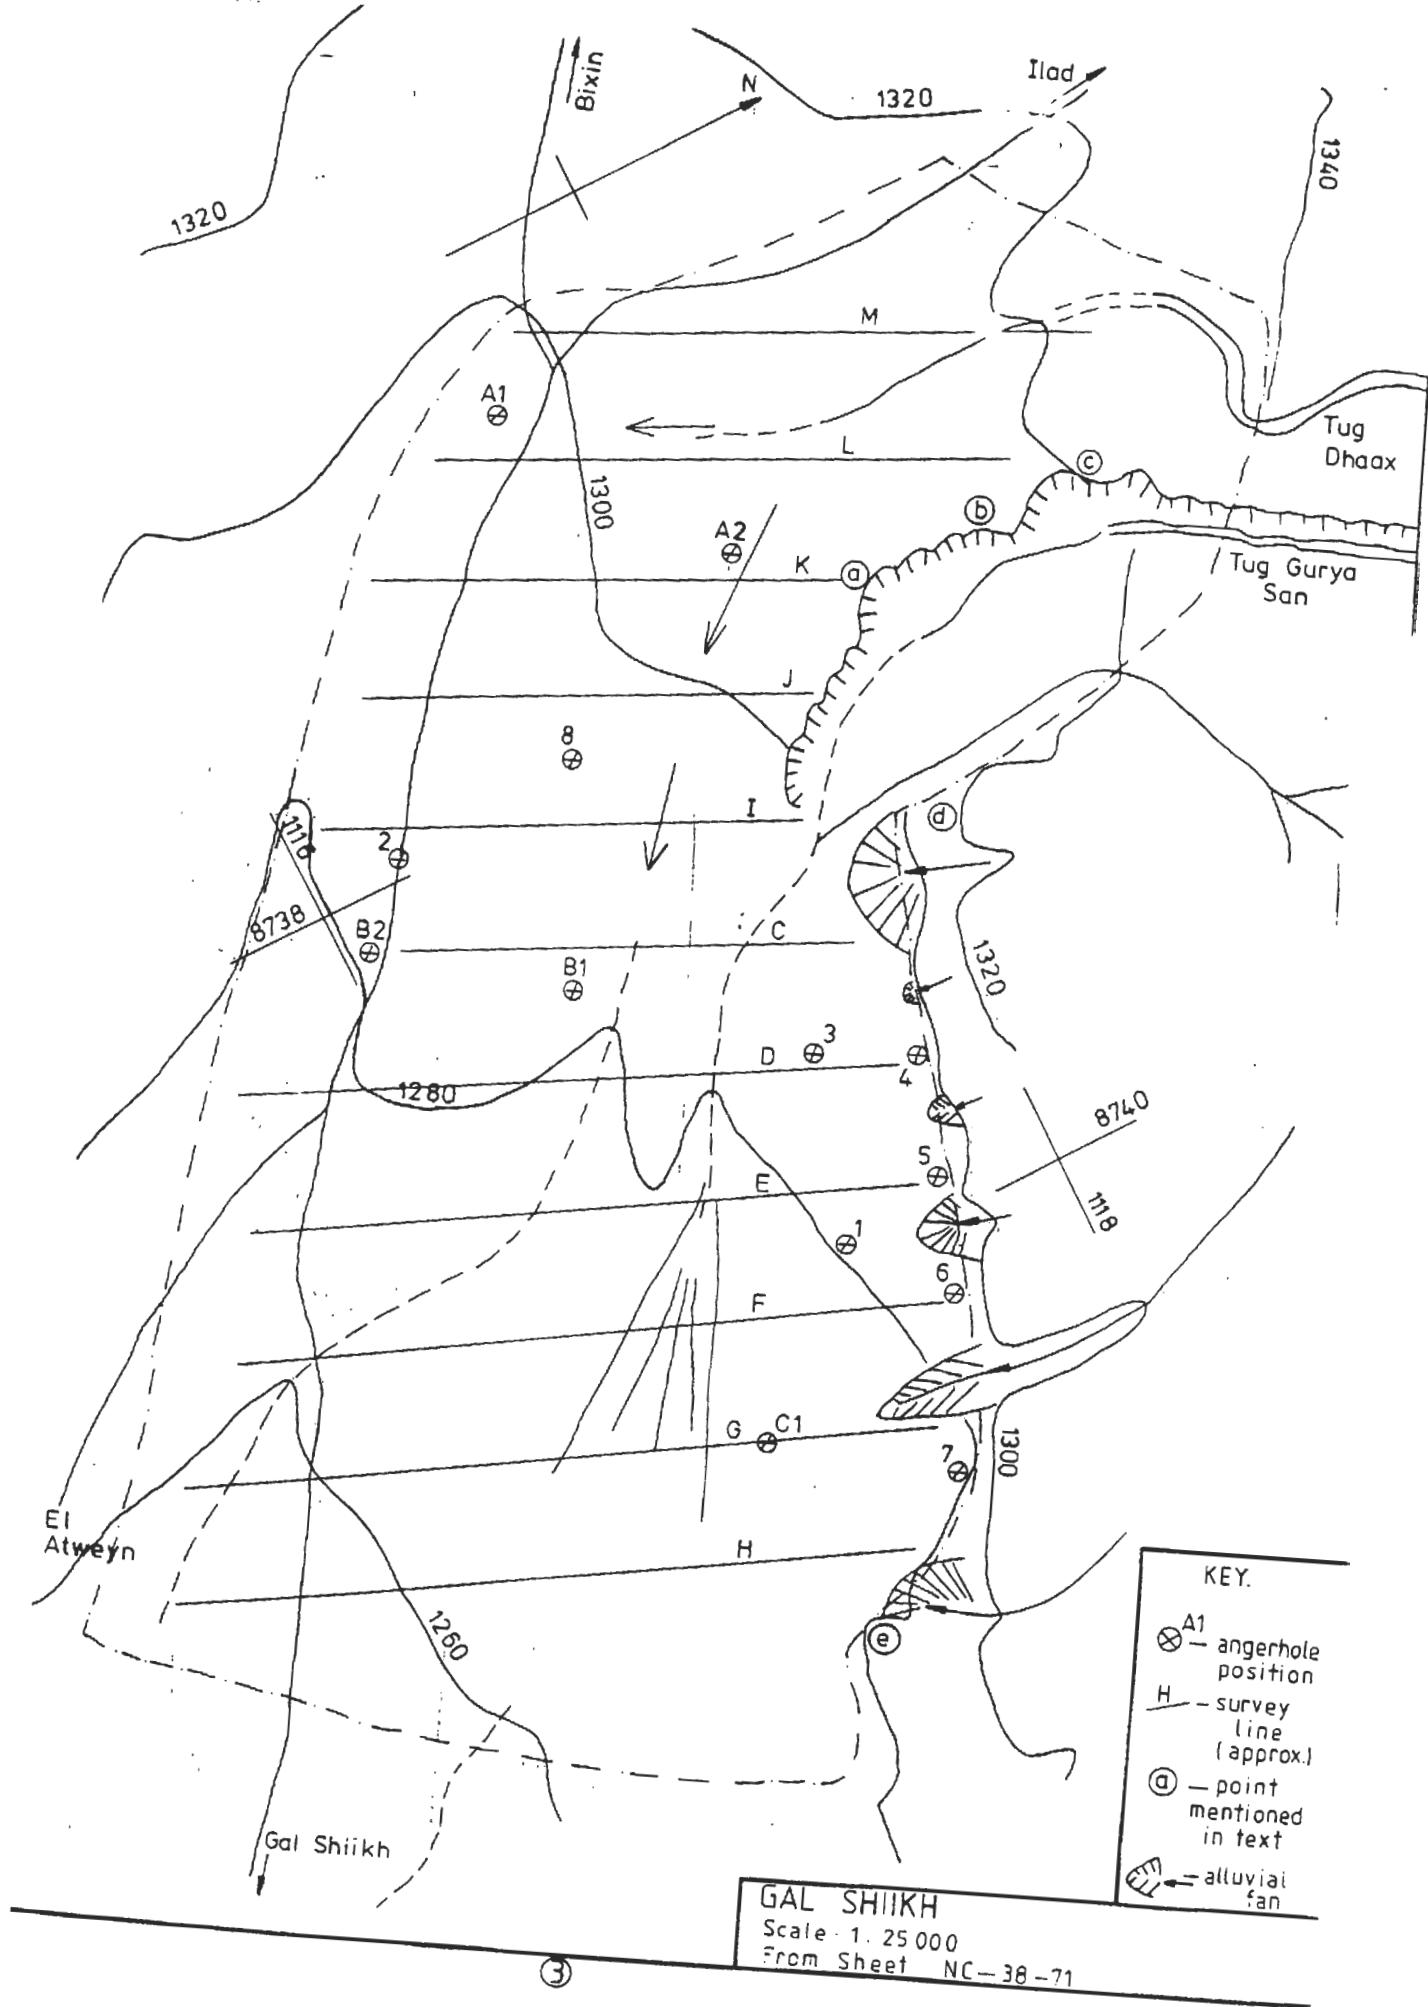 Bixin
N
Ilad
1320
1340
1320
M
A1
L
c
Tug
Dhaax
1300
b
A2
K
a
Tug Gurya
San
J
8
I
d
1116
2
8738
B2
C
1320
B1
3
D
4
1280
8740
5
E
1118
1
6
F
G
C1
7
1300
El
Atweyn
H
1260
e
Gal Shiikh
KEY.
A1
— angerhole
position
H
— survey
line
(approx.)
a — point
mentioned
in text
— alluvial
fan
GAL SHIIKH
Scale · 1. 25 000
From Sheet NC—38—71
3